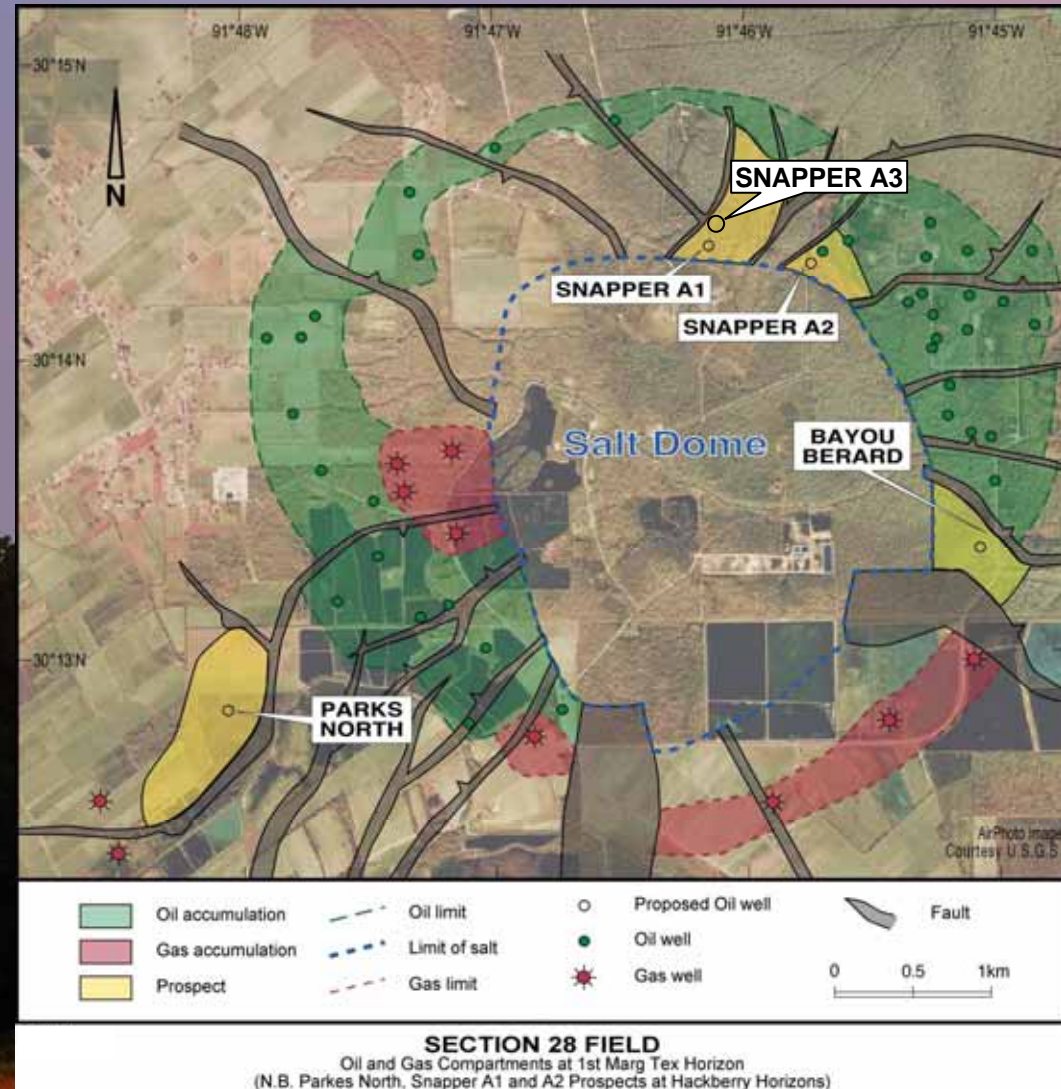 91°48'W 91°47'W 91°46'W 91°45'W
30°15'N
N
SNAPPER A3
SNAPPER A1
SNAPPER A2
30°14'N
Salt Dome
BAYOU
BERARD
30°13'N
PARKS
NORTH
AirPhoto Image
Courtesy U.S.G.S
Oil accumulation
Gas accumulation
Prospect
Oil limit
Limit of salt
Gas limit
Proposed Oil well
Oil well
Gas well
Fault
0 0.5 1km
SECTION 28 FIELD
Oil and Gas Compartments at 1st Marg Tex Horizon
(N.B. Parkes North, Snapper A1 and A2 Prospects at Hackberry Horizons)